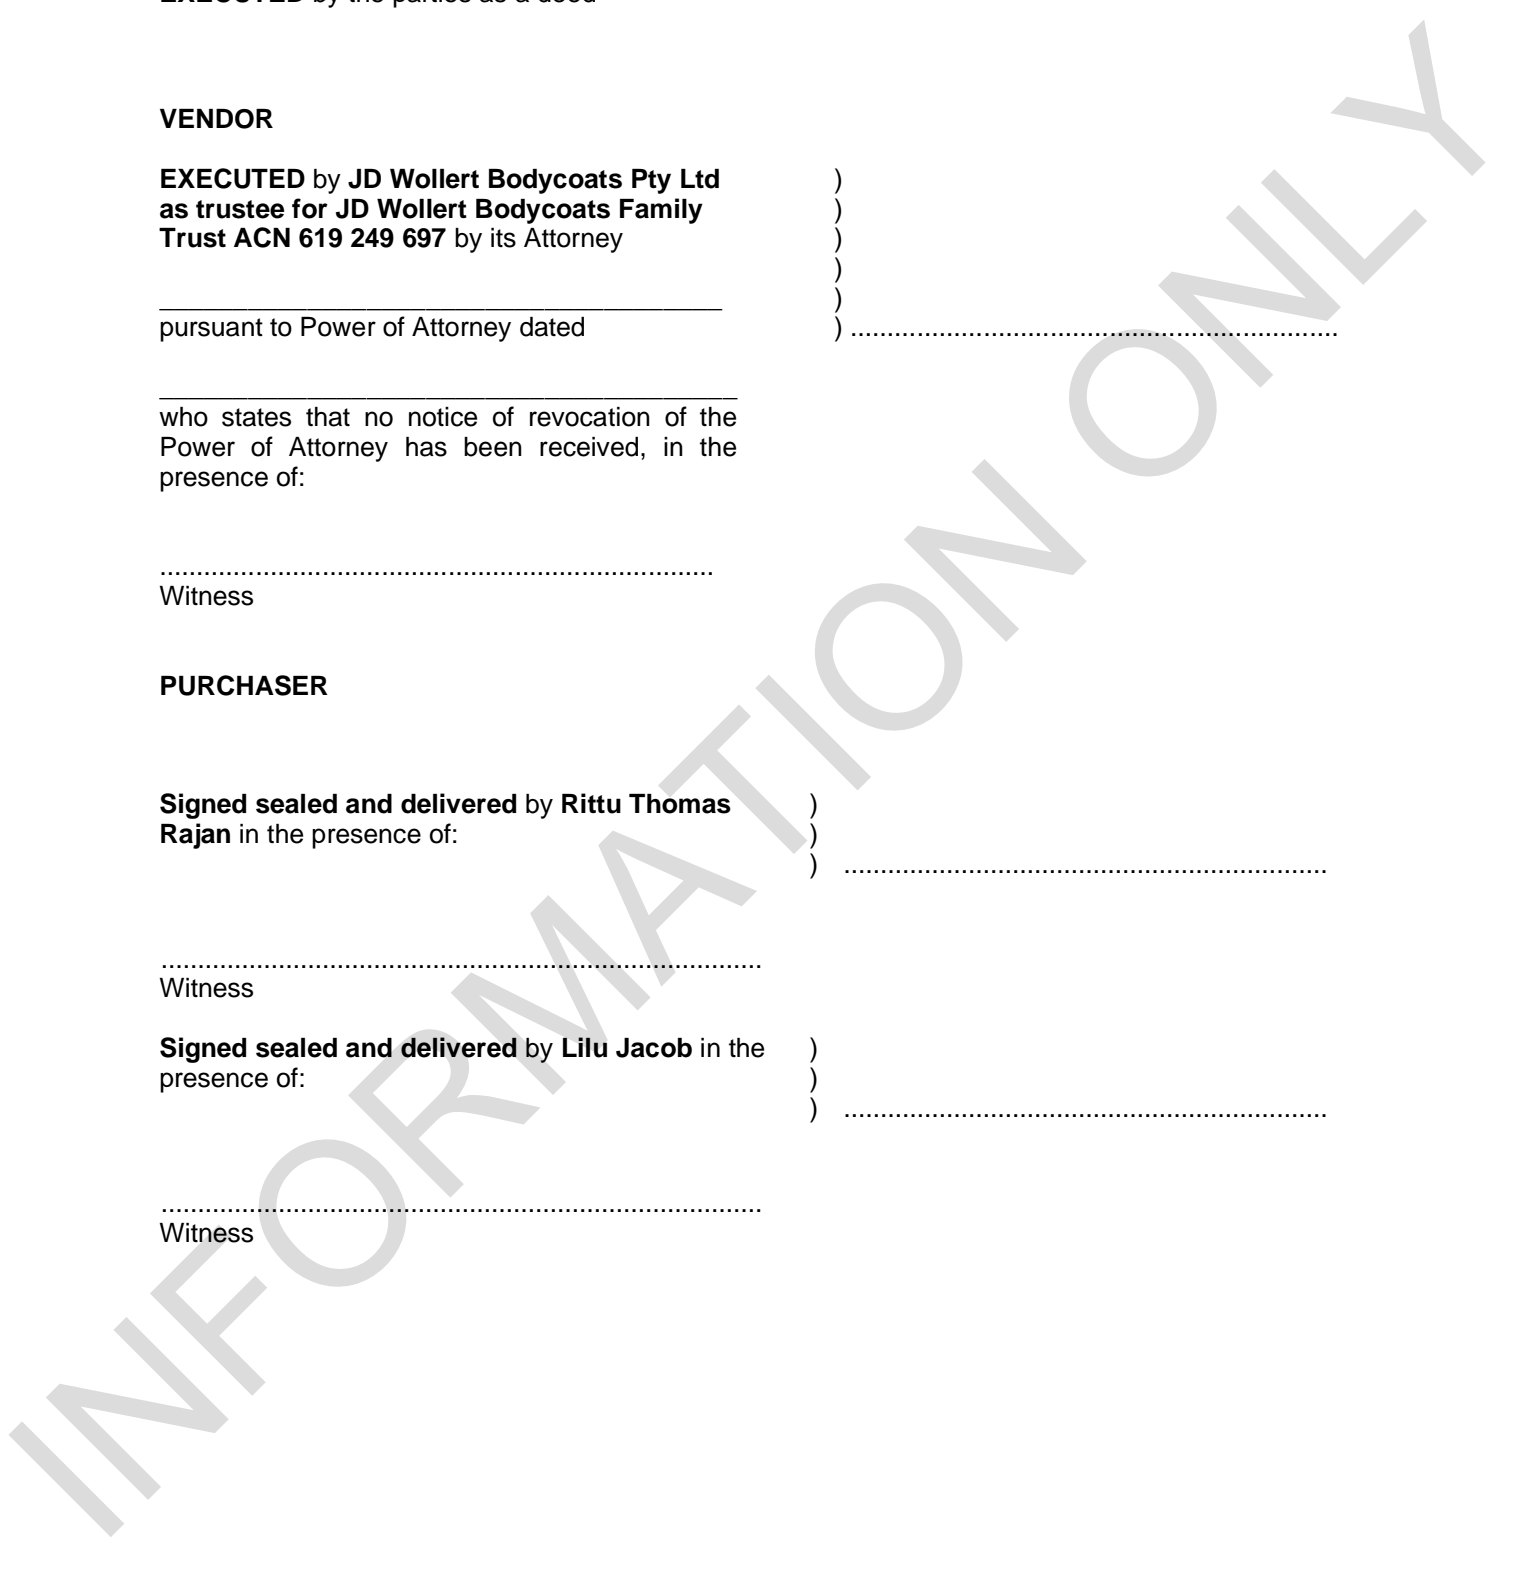 EXECUTED by the parties as a deed
VENDOR
EXECUTED by JD Wollert Bodycoats Pty Ltd )
as trustee for JD Wollert Bodycoats Family )
Trust ACN 619 249 697 by its Attorney )
)
______________________________________ )
pursuant to Power of Attorney dated ) ..................................................................
_______________________________________
who states that no notice of revocation of the
Power of Attorney has been received, in the
presence of:
...........................................................................
Witness
PURCHASER
Signed sealed and delivered by Rittu Thomas )
Rajan in the presence of: )
) ..................................................................
..................................................................................
Witness
Signed sealed and delivered by Lilu Jacob in the )
presence of: )
) ..................................................................
..................................................................................
Witness
INFORMATION ONLY